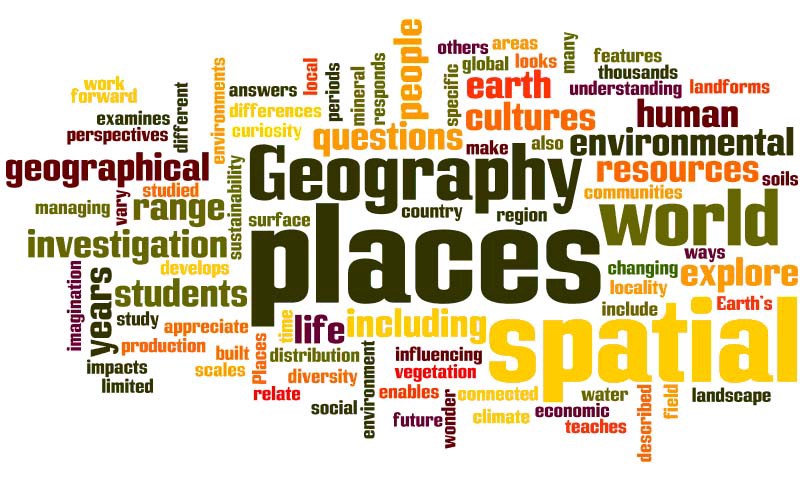 people
others
areas
many
features
global
looks
thousands
work
forward
environments
answers
local
periods
mineral
responds
specific
earth
understanding
landforms
different
differences
examines
curiosity
cultures
human
perspectives
questions
make
also
environmental
geographical
Geography
resources
soils
studied
communities
managing
vary
range
sustainability
surface
country
region
places
world
investigation
ways
develops
changing
explore
imagination
years
students
locality
include
Earth's
study
appreciate
time
life
including
spatial
production
built
Places
distribution
influencing
impacts
scales
diversity
vegetation
limited
relate
environment
enables
connected
water
described
field
landscape
social
future
wonder
climate
economic
teaches